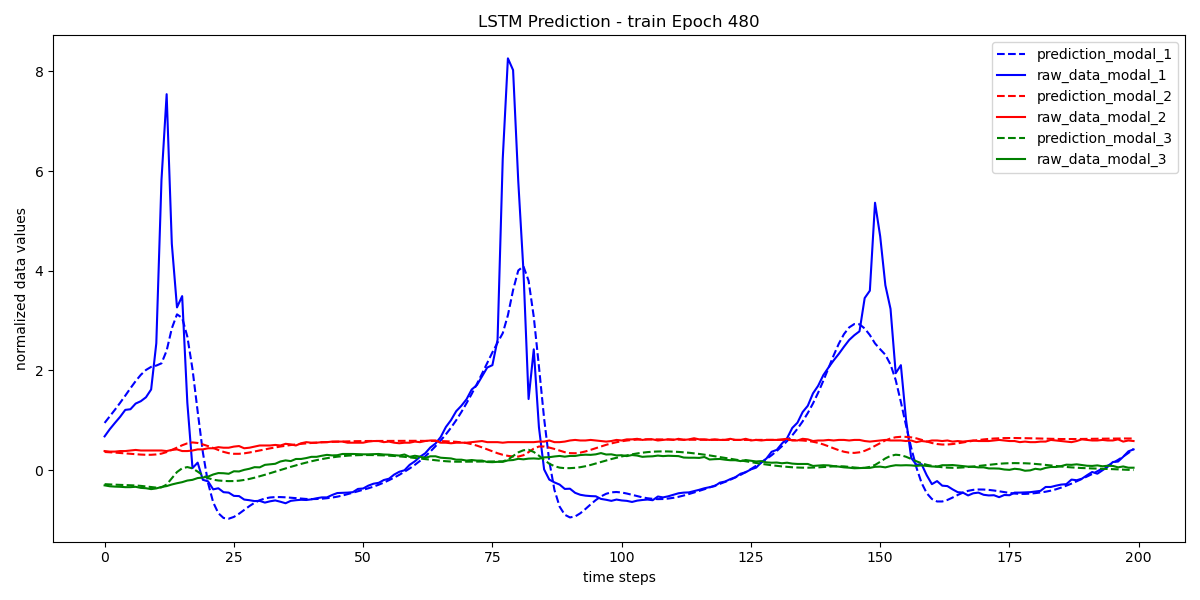 LSTM Prediction - train Epoch 480
prediction_modal_1
raw_data_modal_1
prediction_modal_2
raw_data_modal_2
prediction_modal_3
raw_data_modal_3
normalized data values
8
6
4
2
0
0 25 50 75 100 125 150 175 200
time steps